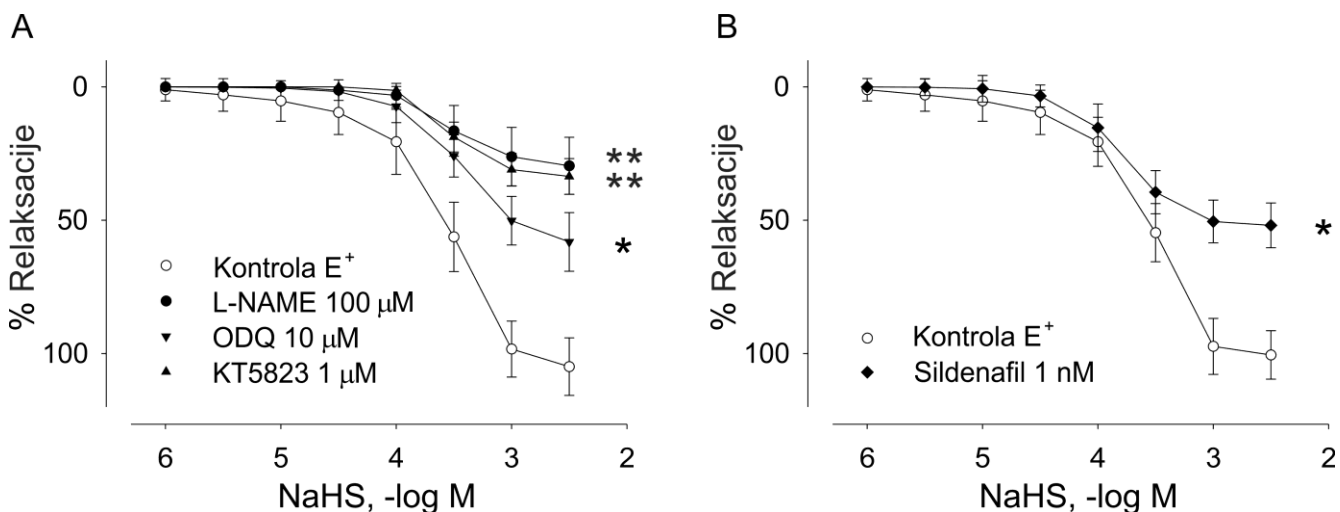 A
% Relaksacije
0
50
100
**
**
*
Kontrola E⁺
L-NAME 100 μM
ODQ 10 μM
KT5823 1 μM
6 5 4 3 2
NaHS, -log M
B
% Relaksacije
0
50
100
*
Kontrola E⁺
Sildenafil 1 nM
6 5 4 3 2
NaHS, -log M